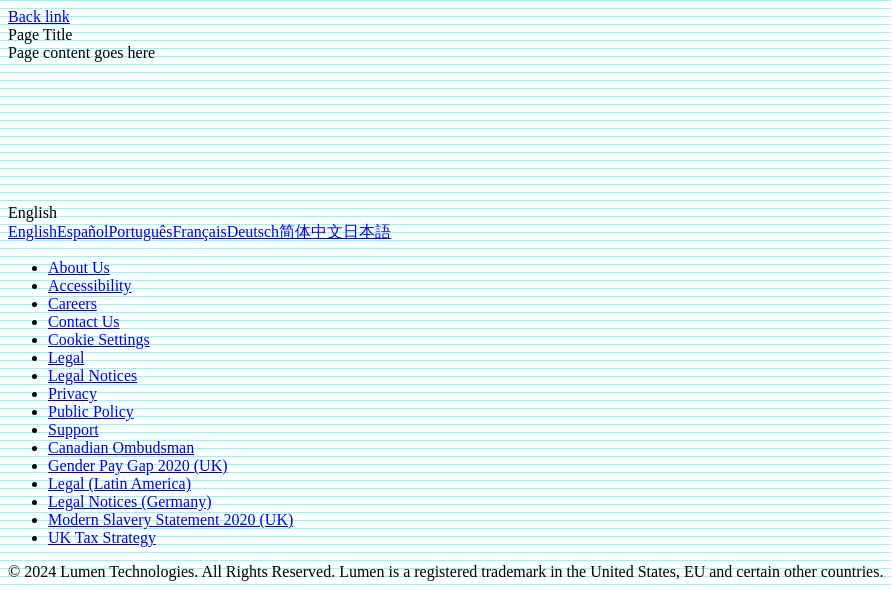 Back link
Page Title
Page content goes here
English
EnglishEspañolPortuguêsFrançaisDeutsch简体中文日本語
About Us
Accessibility
Careers
Contact Us
Cookie Settings
Legal
Legal Notices
Privacy
Public Policy
Support
Canadian Ombudsman
Gender Pay Gap 2020 (UK)
Legal (Latin America)
Legal Notices (Germany)
Modern Slavery Statement 2020 (UK)
UK Tax Strategy
© 2024 Lumen Technologies. All Rights Reserved. Lumen is a registered trademark in the United States, EU and certain other countries.